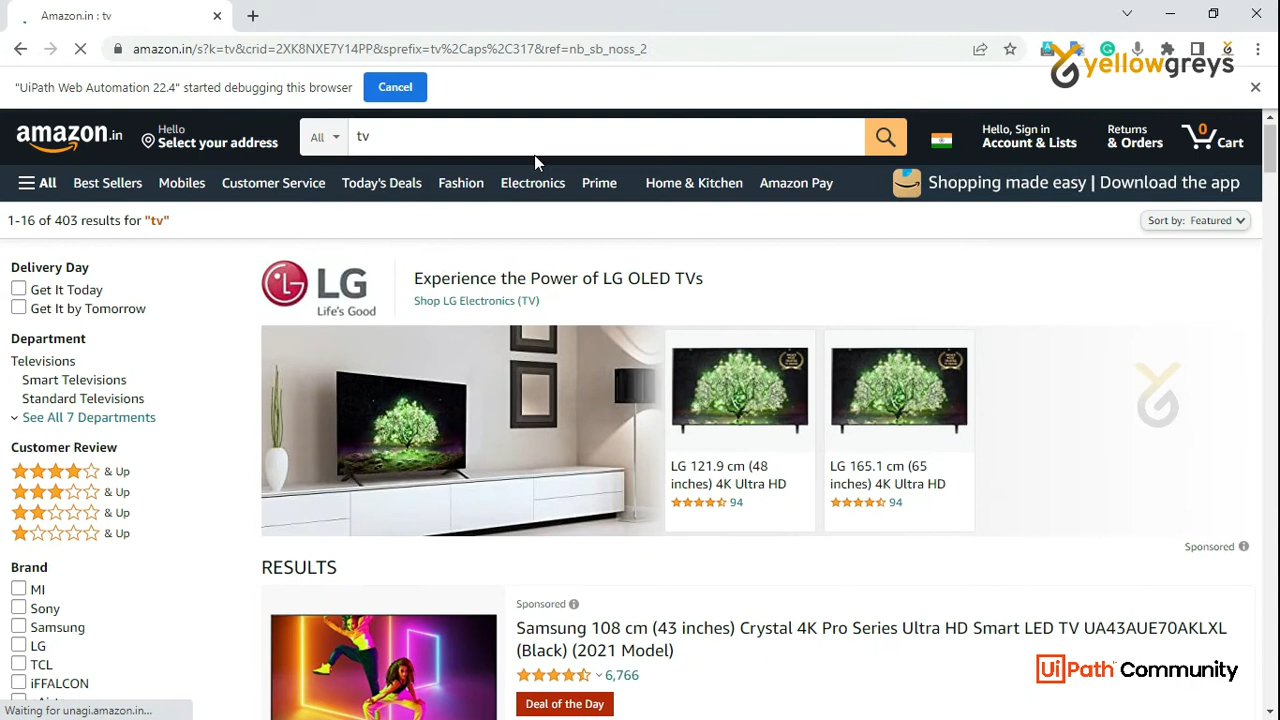 Amazon.in : tv
amazon.in/s?k=tv&crid=2XK8NXE7Y14PP&sprefix=tv%2Caps%2C317&ref=nb_sb_noss_2
yellowgreys
"UiPath Web Automation 22.4" started debugging this browser
Cancel
amazon.in
Hello
Select your address
All
tv
Hello, Sign in
Account & Lists
Returns
& Orders
0
Cart
All
Best Sellers
Mobiles
Customer Service
Today's Deals
Fashion
Electronics
Prime
Home & Kitchen
Amazon Pay
Shopping made easy | Download the app
1-16 of 403 results for "tv"
Sort by: Featured
Delivery Day
Get It Today
Get It by Tomorrow
Department
Televisions
Smart Televisions
Standard Televisions
See All 7 Departments
Customer Review
& Up
& Up
& Up
& Up
Brand
MI
Sony
Samsung
LG
TCL
iFFALCON
LG
Life's Good
Experience the Power of LG OLED TVs
Shop LG Electronics (TV)
LG 121.9 cm (48
inches) 4K Ultra HD
94
LG 165.1 cm (65
inches) 4K Ultra HD
94
Sponsored
RESULTS
Sponsored
Samsung 108 cm (43 inches) Crystal 4K Pro Series Ultra HD Smart LED TV UA43AUE70AKLXL
(Black) (2021 Model)
6,766
Deal of the Day
UiPath Community
Waiting for unagi.amazon.in...